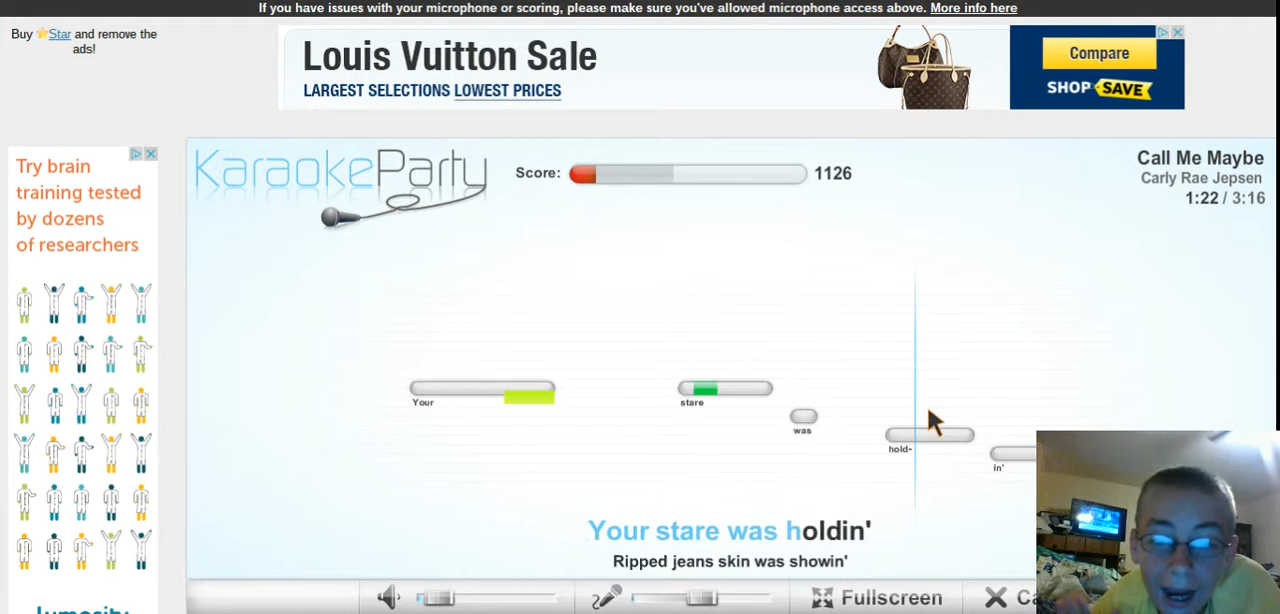 If you have issues with your microphone or scoring, please make sure you've allowed microphone access above. More info here
Buy Star and remove the
ads!
Louis Vuitton Sale
LARGEST SELECTIONS LOWEST PRICES
Compare
SHOP SAVE
Try brain
training tested
by dozens
of researchers
lumosity
KaraokeParty
Score: 1126
Call Me Maybe
Carly Rae Jepsen
1:22 / 3:16
Your
stare
was
hold-
in'
Your stare was holdin'
Ripped jeans skin was showin'
Fullscreen